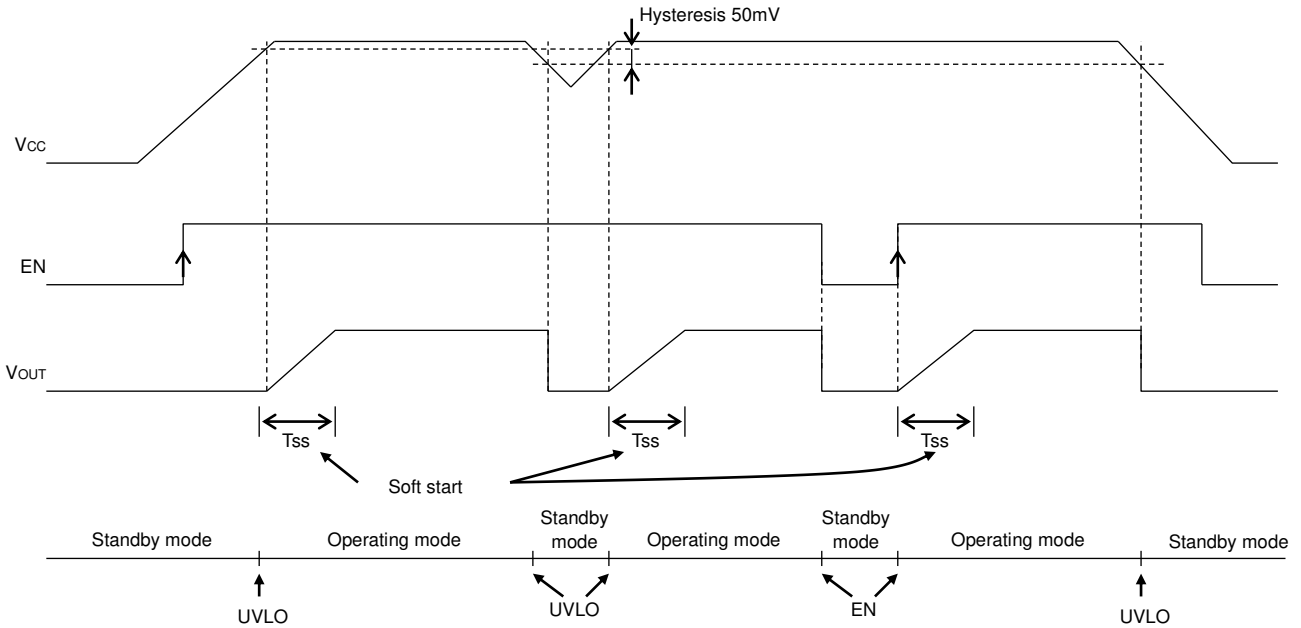 Hysteresis 50mV
VCC
EN
VOUT
Tss
Tss
Tss
Soft start
Standby mode
Operating mode
Standby
mode
Operating mode
Standby
mode
Operating mode
Standby mode
UVLO
UVLO
EN
UVLO